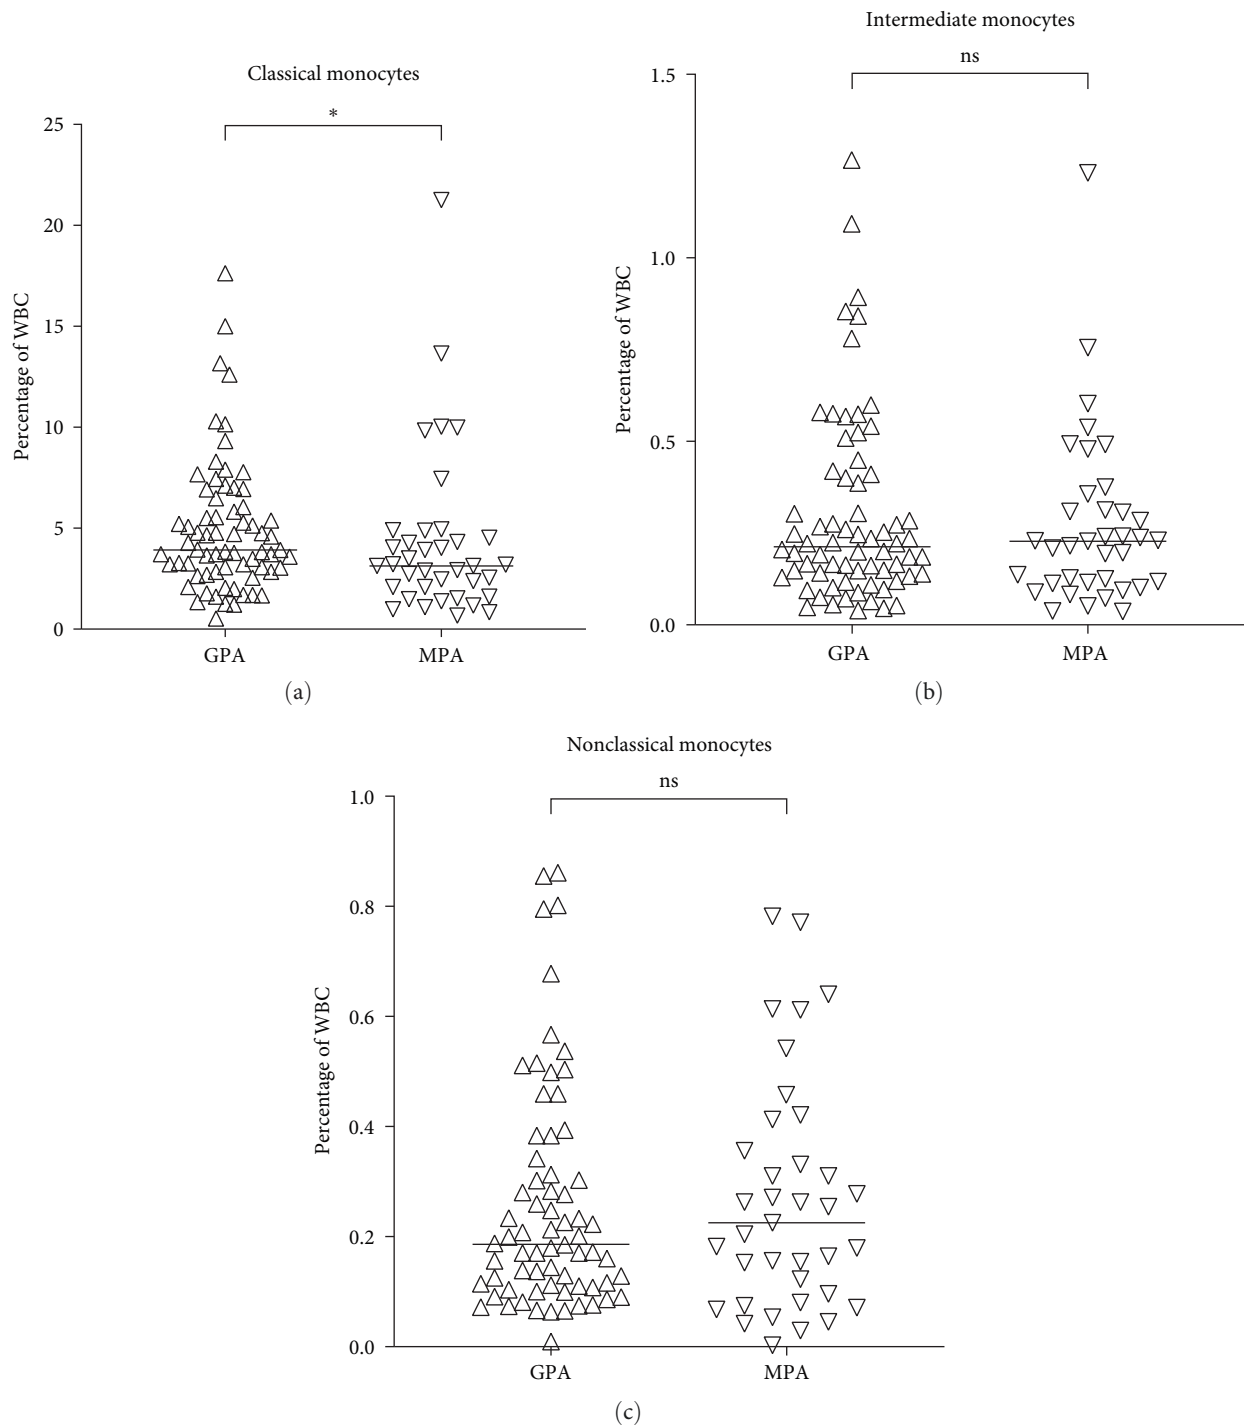 Classical monocytes
*
Percentage of WBC
25
20
15
10
5
0
GPA
MPA
(a)
Intermediate monocytes
ns
Percentage of WBC
1.5
1.0
0.5
0.0
GPA
MPA
(b)
Nonclassical monocytes
ns
Percentage of WBC
1.0
0.8
0.6
0.4
0.2
0.0
GPA
MPA
(c)